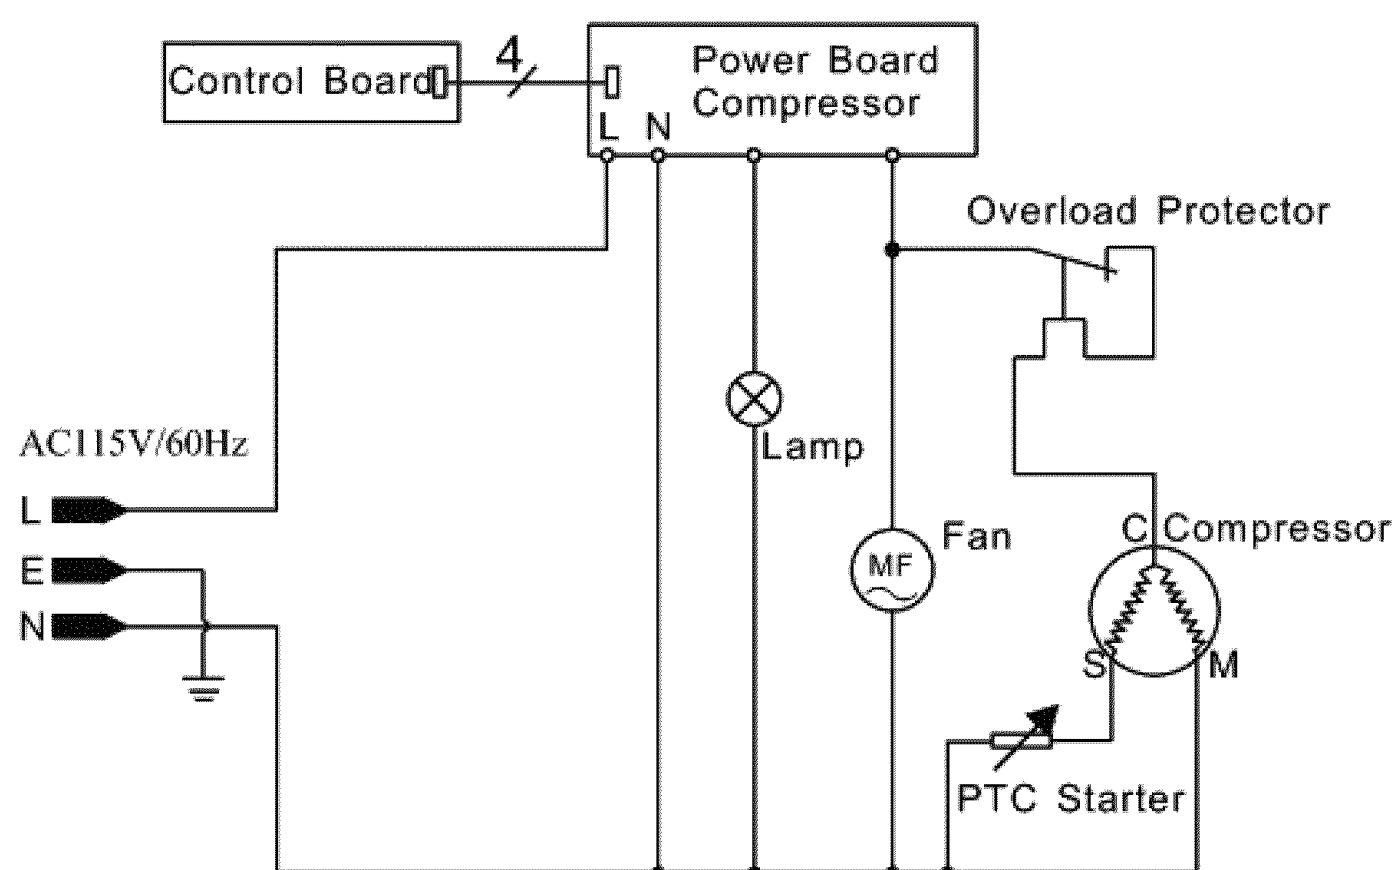 Control Board
4
Power Board
Compressor
L N
Overload Protector
Lamp
AC115V/60Hz
L
E
N
Fan
MF
C Compressor
S
M
PTC Starter